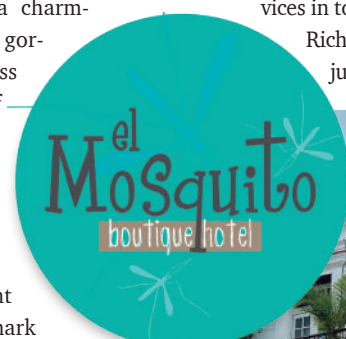 a charm-
gor-
ss
vices in to
Rich
ju
el
Mosquito
boutique hotel
nt
mark